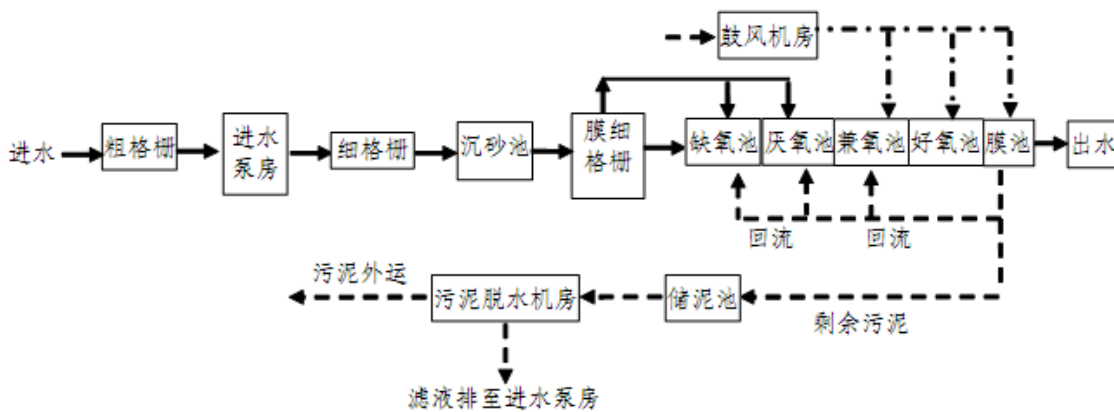 鼓风机房
进水
粗格栅
进水
泵房
细格栅
沉砂池
膜细
格栅
缺氧池
厌氧池
兼氧池
好氧池
膜池
出水
回流
回流
污泥外运
污泥脱水机房
储泥池
剩余污泥
滤液排至进水泵房